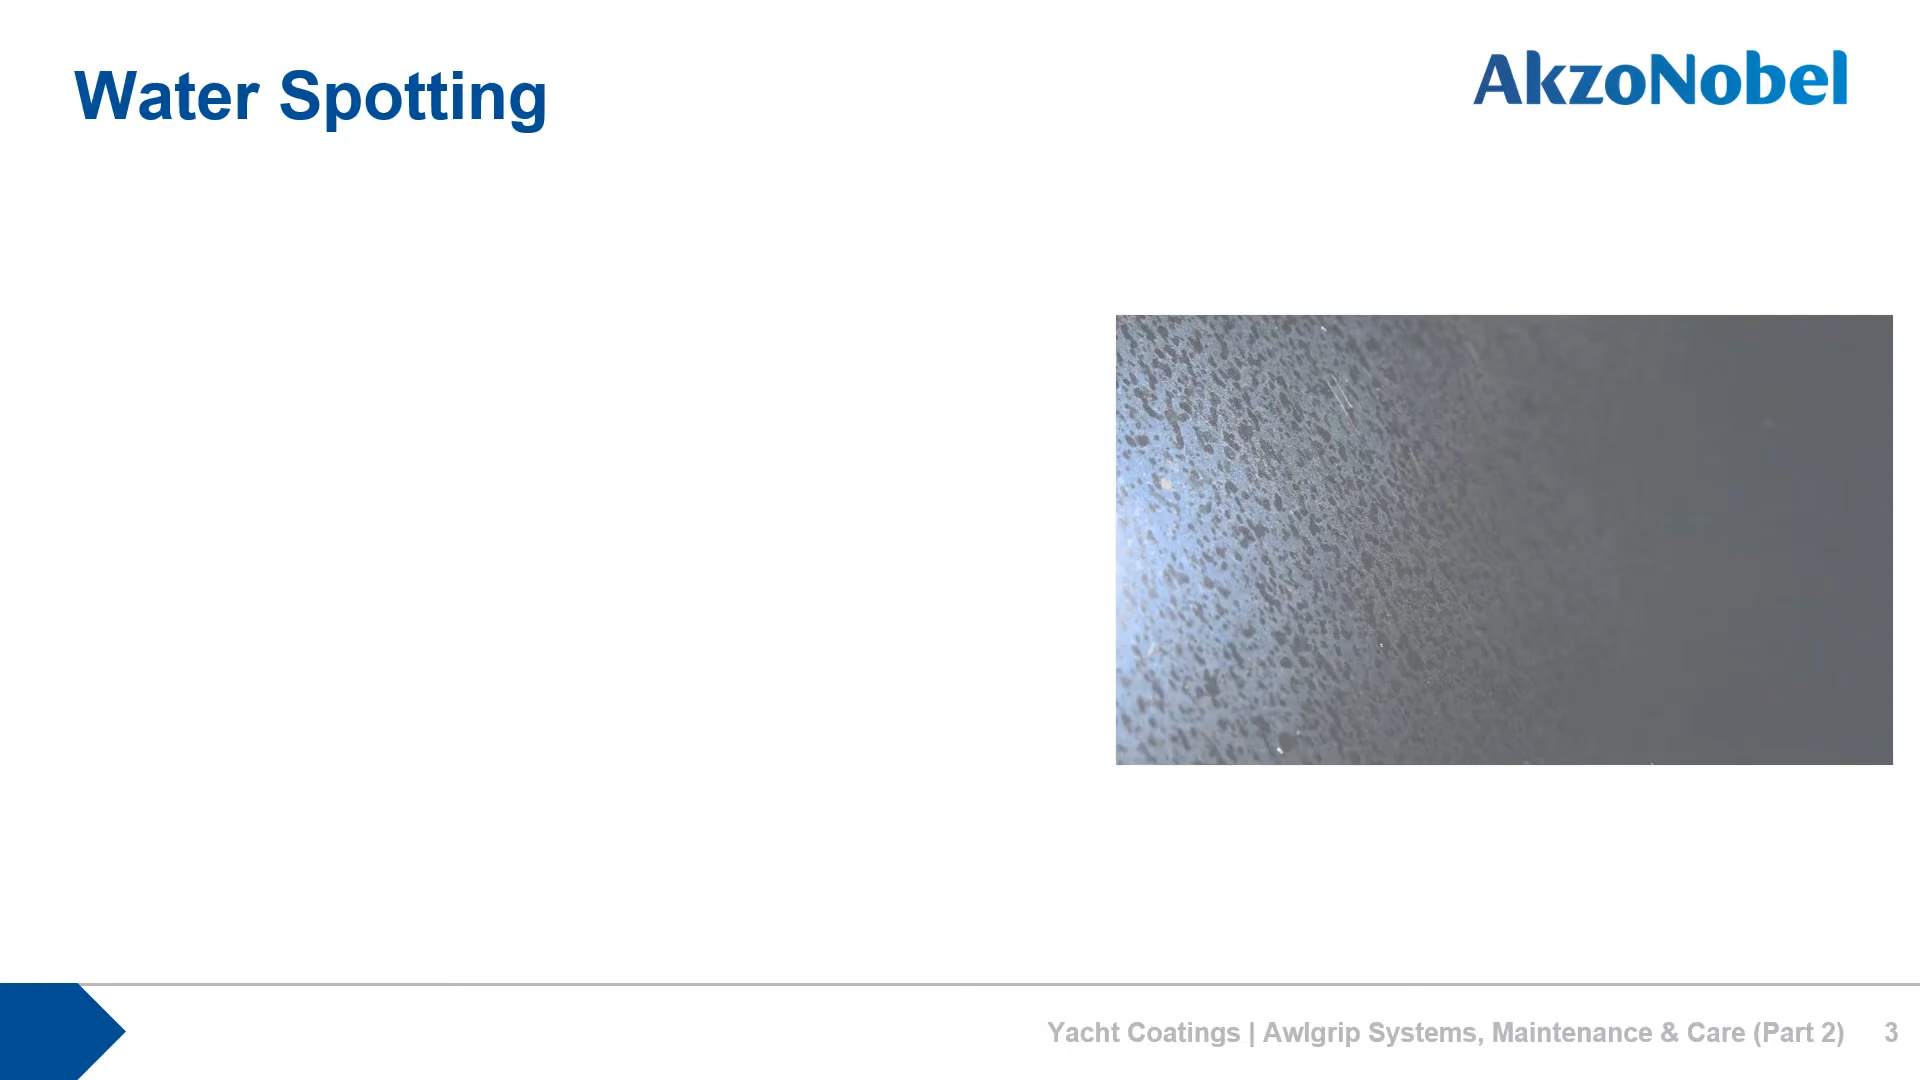 Water Spotting
AkzoNobel
Yacht Coatings | Awlgrip Systems, Maintenance & Care (Part 2) 3